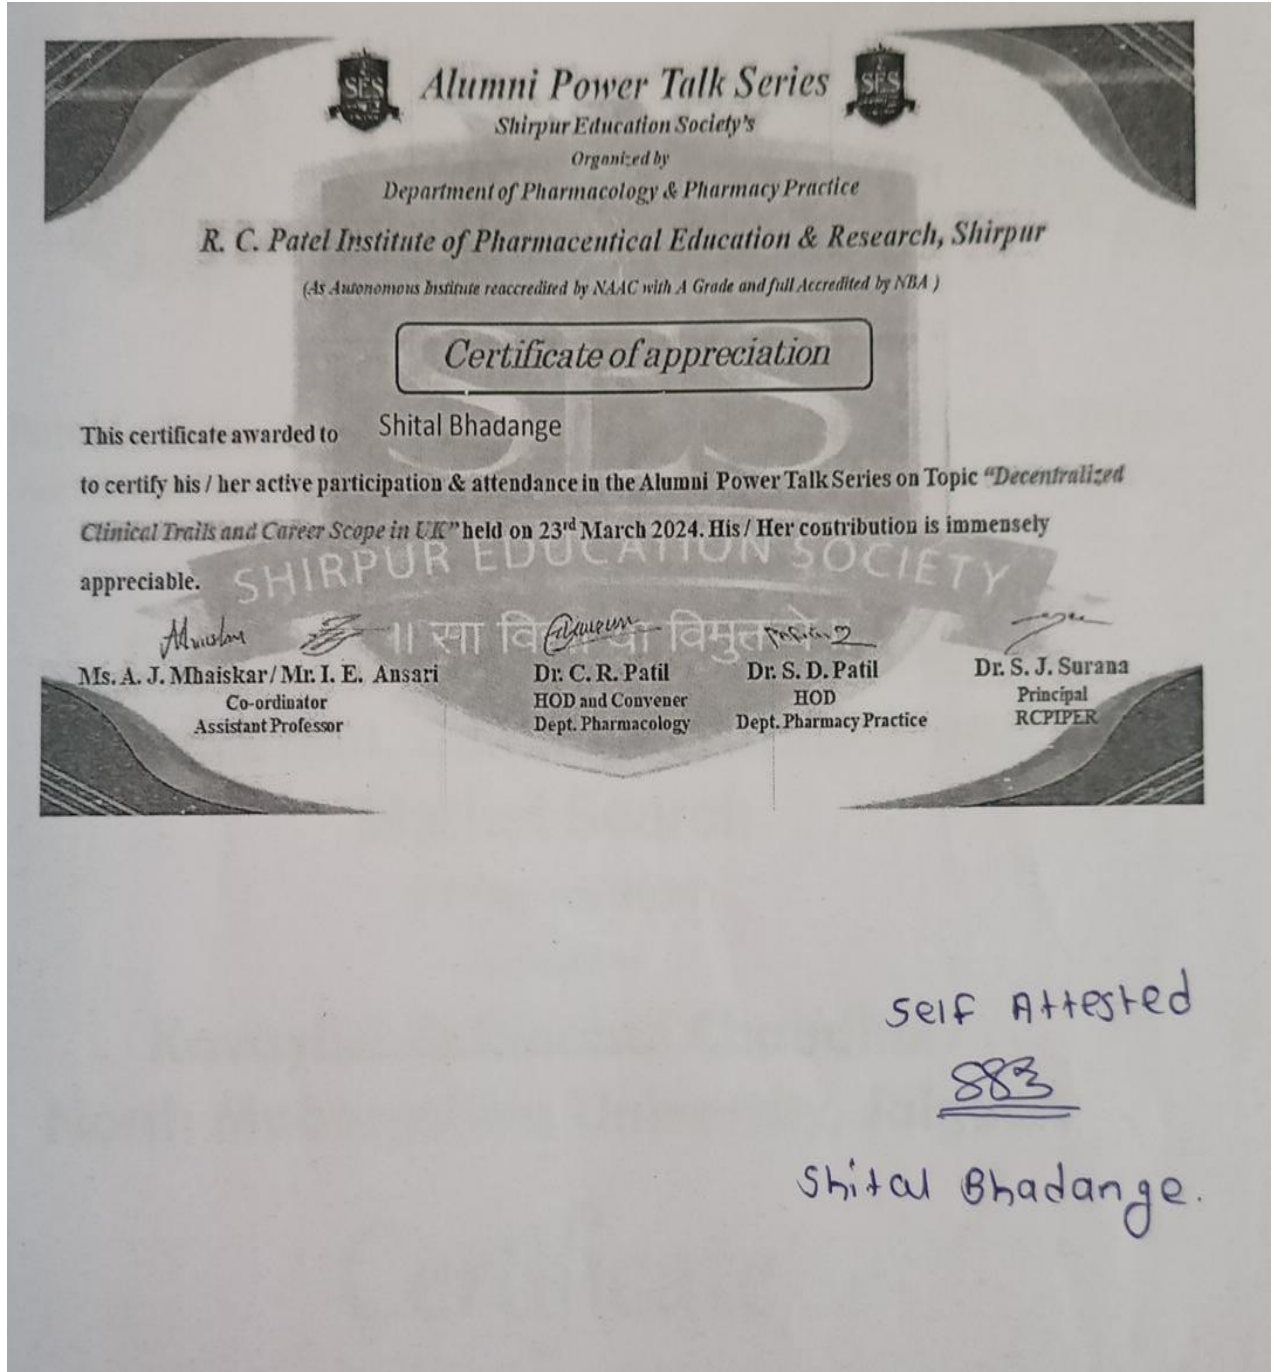 SES
SES
Alumni Power Talk Series
Shirpur Education Society's
Organized by
Department of Pharmacology & Pharmacy Practice
R. C. Patel Institute of Pharmaceutical Education & Research, Shirpur
(As Autonomous Institute reaccredited by NAAC with A Grade and full Accredited by NBA )
Certificate of appreciation
SES
This certificate awarded to Shital Bhadange
to certify his / her active participation & attendance in the Alumni Power Talk Series on Topic “Decentralized
Clinical Trails and Career Scope in UK” held on 23rd March 2024. His / Her contribution is immensely
appreciable.
SHIRPUR EDUCATION SOCIETY
॥ सा
Ms. A. J. Mhaiskar / Mr. I. E. Ansari
Co-ordinator
Assistant Professor
Dr. C. R. Patil
HOD and Convener
Dept. Pharmacology
Dr. S. D. Patil
HOD
Dept. Pharmacy Practice
Dr. S. J. Surana
Principal
RCPIPER
Self Attested
Shital Bhadange.